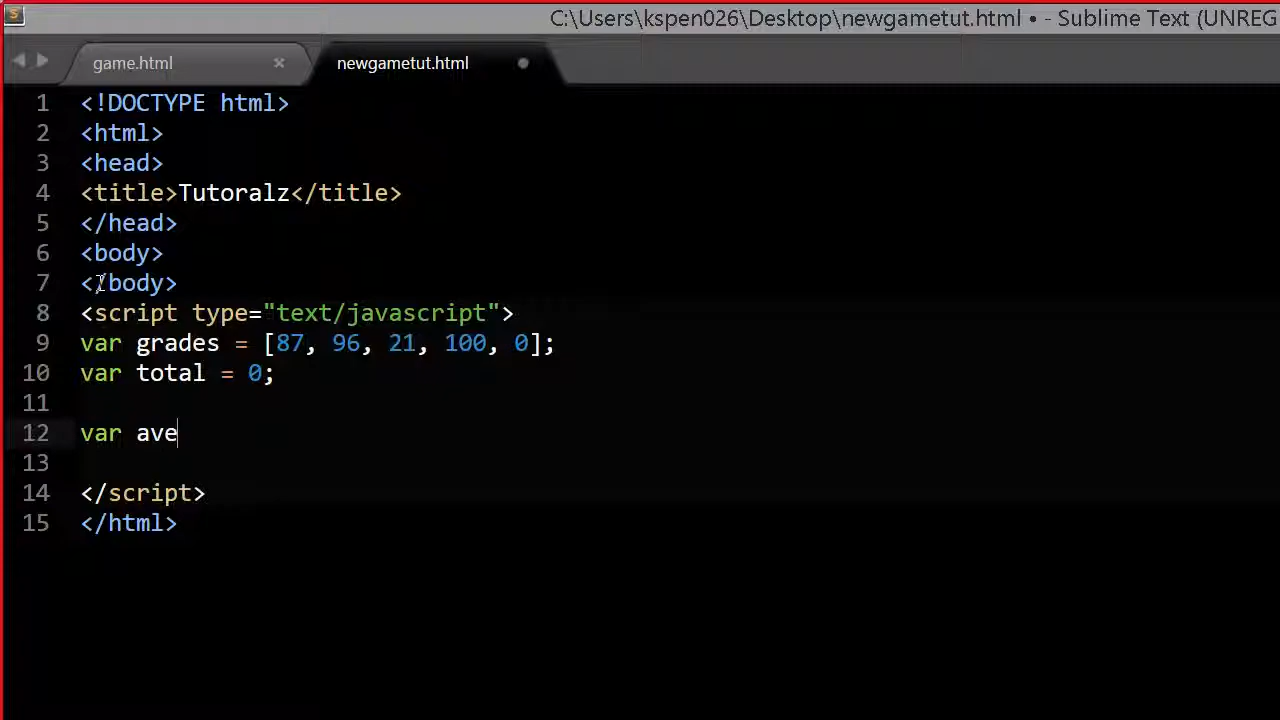 C:\Users\kspen026\Desktop\newgametut.html • - Sublime Text (UNREG
game.html × newgametut.html
1 <!DOCTYPE html>
2 <html>
3 <head>
4 <title>Tutoralz</title>
5 </head>
6 <body>
7 </body>
8 <script type="text/javascript">
9 var grades = [87, 96, 21, 100, 0];
10 var total = 0;
11
12 var ave
13
14 </script>
15 </html>